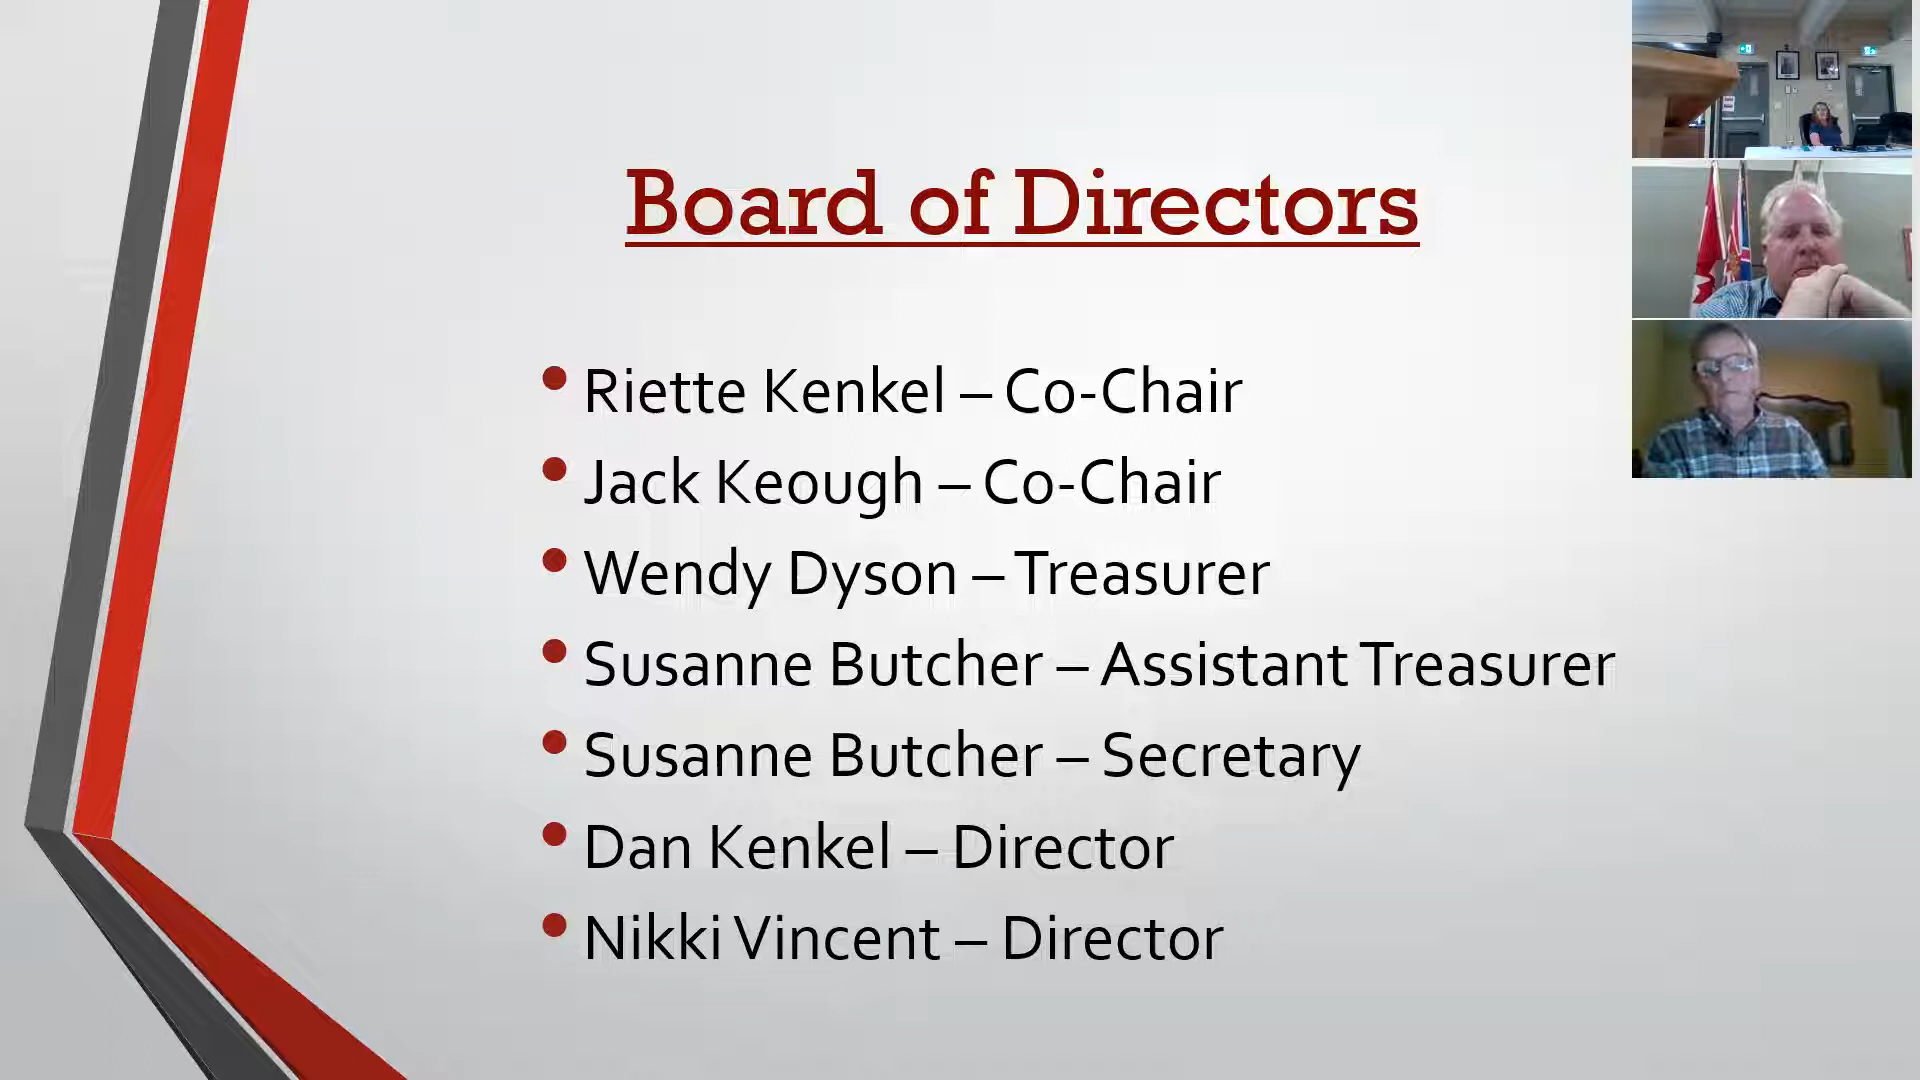 Board of Directors
• Riette Kenkel – Co-Chair
• Jack Keough – Co-Chair
• Wendy Dyson – Treasurer
• Susanne Butcher – Assistant Treasurer
• Susanne Butcher – Secretary
• Dan Kenkel – Director
• Nikki Vincent – Director